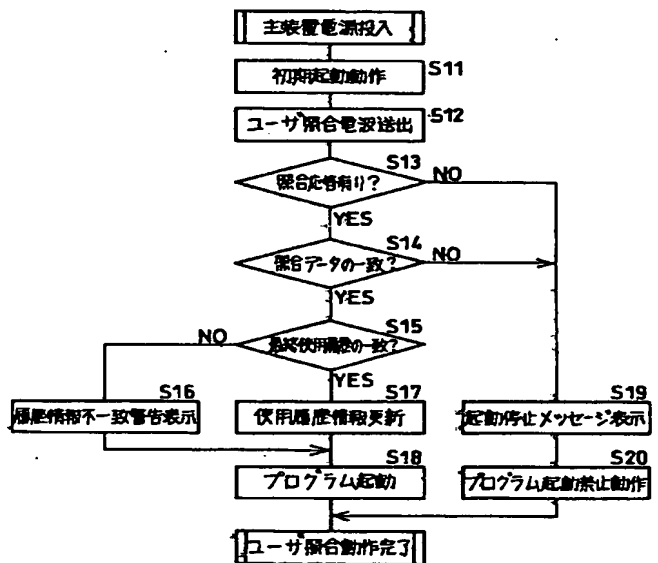 主装置電源投入
初期起動動作
S11
ユーザ照合電波送出
S12
照合応答有り?
S13
NO
YES
照合データの一致?
S14
NO
YES
最終使用履歴の一致?
S15
NO
YES
S16
履歴情報不一致警告表示
S17
使用履歴情報更新
S19
起動停止メッセージ表示
S18
プログラム起動
S20
プログラム起動禁止動作
ユーザ照合動作完了